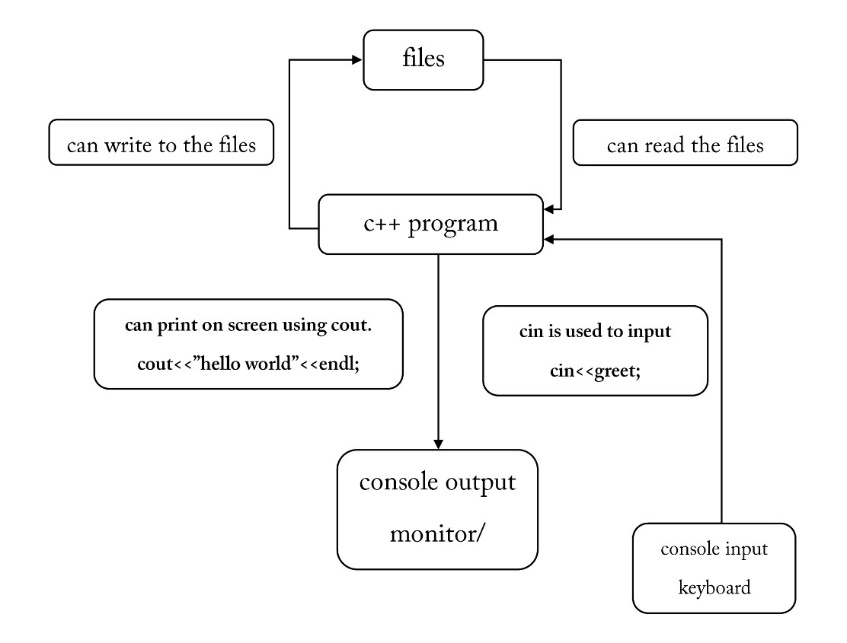 files
can write to the files
can read the files
c++ program
can print on screen using cout.
cout<<”hello world”<<endl;
cin is used to input
cin<<greet;
console output
monitor/
console input
keyboard